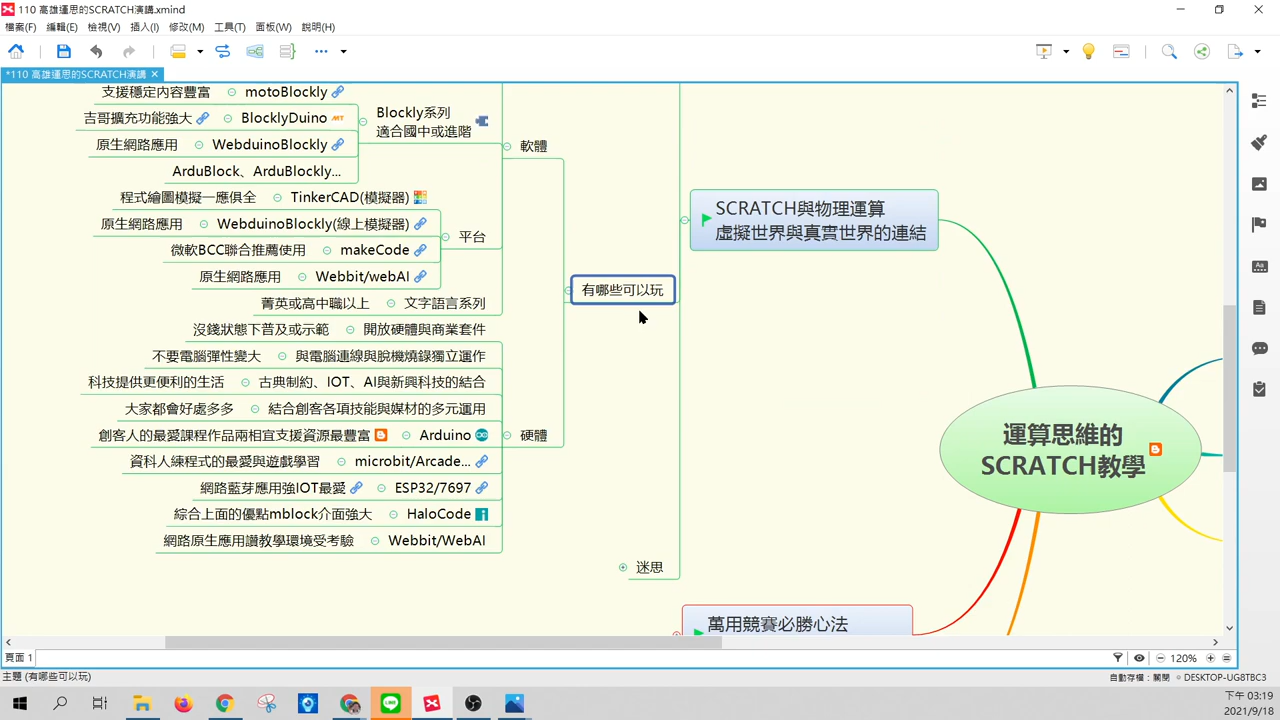 110 高雄運思的SCRATCH演講.xmind
檔案(F) 編輯(E) 檢視(V) 插入(I) 修改(M) 工具(T) 面板(W) 說明(H)
*110 高雄運思的SCRATCH演講
支援穩定內容豐富 motoBlockly
吉哥擴充功能強大 BlocklyDuino
原生網路應用 WebduinoBlockly
ArduBlock、ArduBlockly...
Blockly系列
適合國中或進階
軟體
程式繪圖模擬一應俱全 TinkerCAD(模擬器)
原生網路應用 WebduinoBlockly(線上模擬器)
微軟BCC聯合推薦使用 makeCode
原生網路應用 Webbit/webAI
平台
菁英或高中職以上 文字語言系列
有哪些可以玩
沒錢狀態下普及或示範 開放硬體與商業套件
不要電腦彈性變大 與電腦連線與脫機燒錄獨立運作
科技提供更便利的生活 古典制約、IOT、AI與新興科技的結合
大家都會好處多多 結合創客各項技能與媒材的多元運用
創客人的最愛課程作品兩相宜支援資源最豐富 Arduino
硬體
資科人練程式的最愛與遊戲學習 microbit/Arcade...
網路藍芽應用強IOT最愛 ESP32/7697
綜合上面的優點mblock介面強大 HaloCode
網路原生應用讚教學環境受考驗 Webbit/WebAI
迷思
SCRATCH與物理運算
虛擬世界與真實世界的連結
運算思維的
SCRATCH教學
萬用競賽必勝心法
頁面 1
120%
主題 (有哪些可以玩)
自動存檔：關閉 DESKTOP-UG8TBC3
下午 03:19
2021/9/18